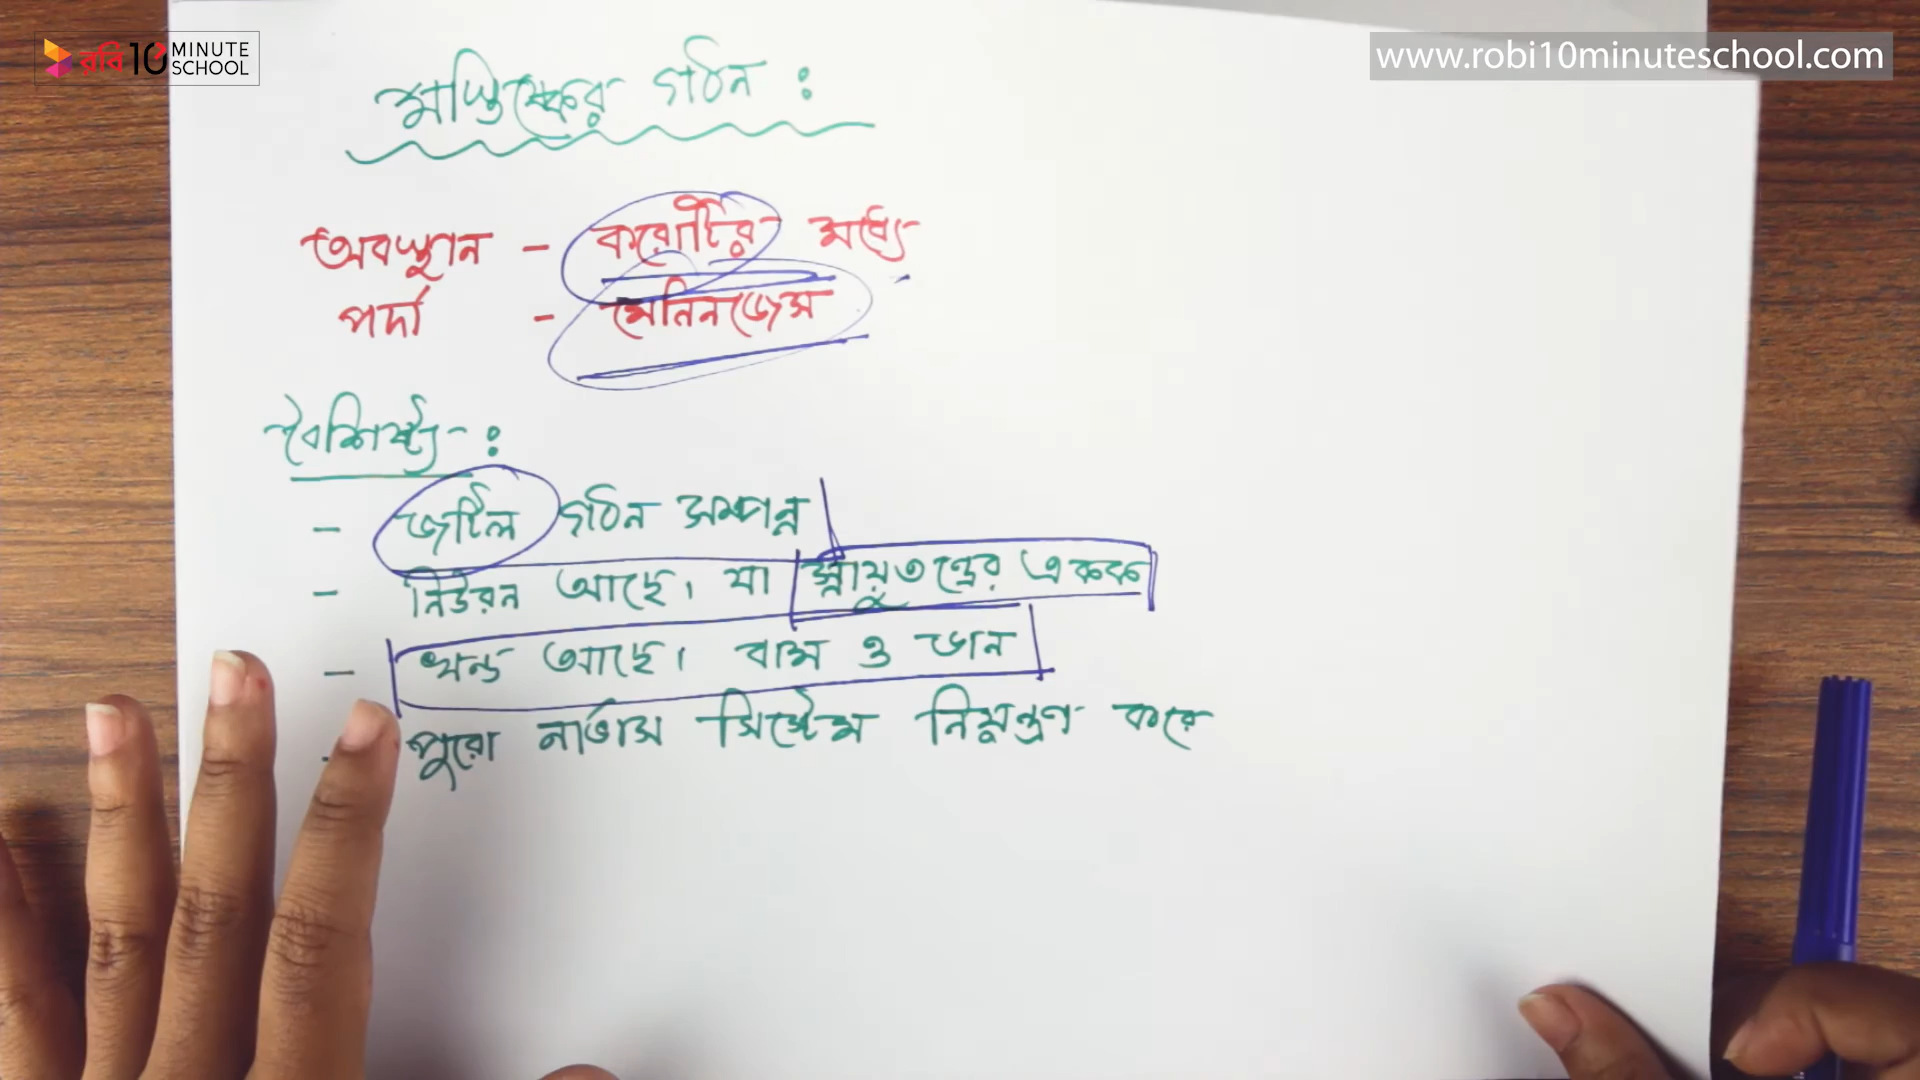 রবি 10 MINUTE SCHOOL
www.robi10minuteschool.com
মস্তিষ্কের গঠন :
অবস্থান - করোটির মধ্যে
পর্দা - মেনিনজেস
বৈশিষ্ট্য :
- জটিল গঠন সম্পন্ন
- নিউরন আছে। যা স্নায়ুতন্ত্রের একক
- খন্ড আছে। বাম ও ডান
- পুরো নার্ভাস সিস্টেম নিয়ন্ত্রণ করে